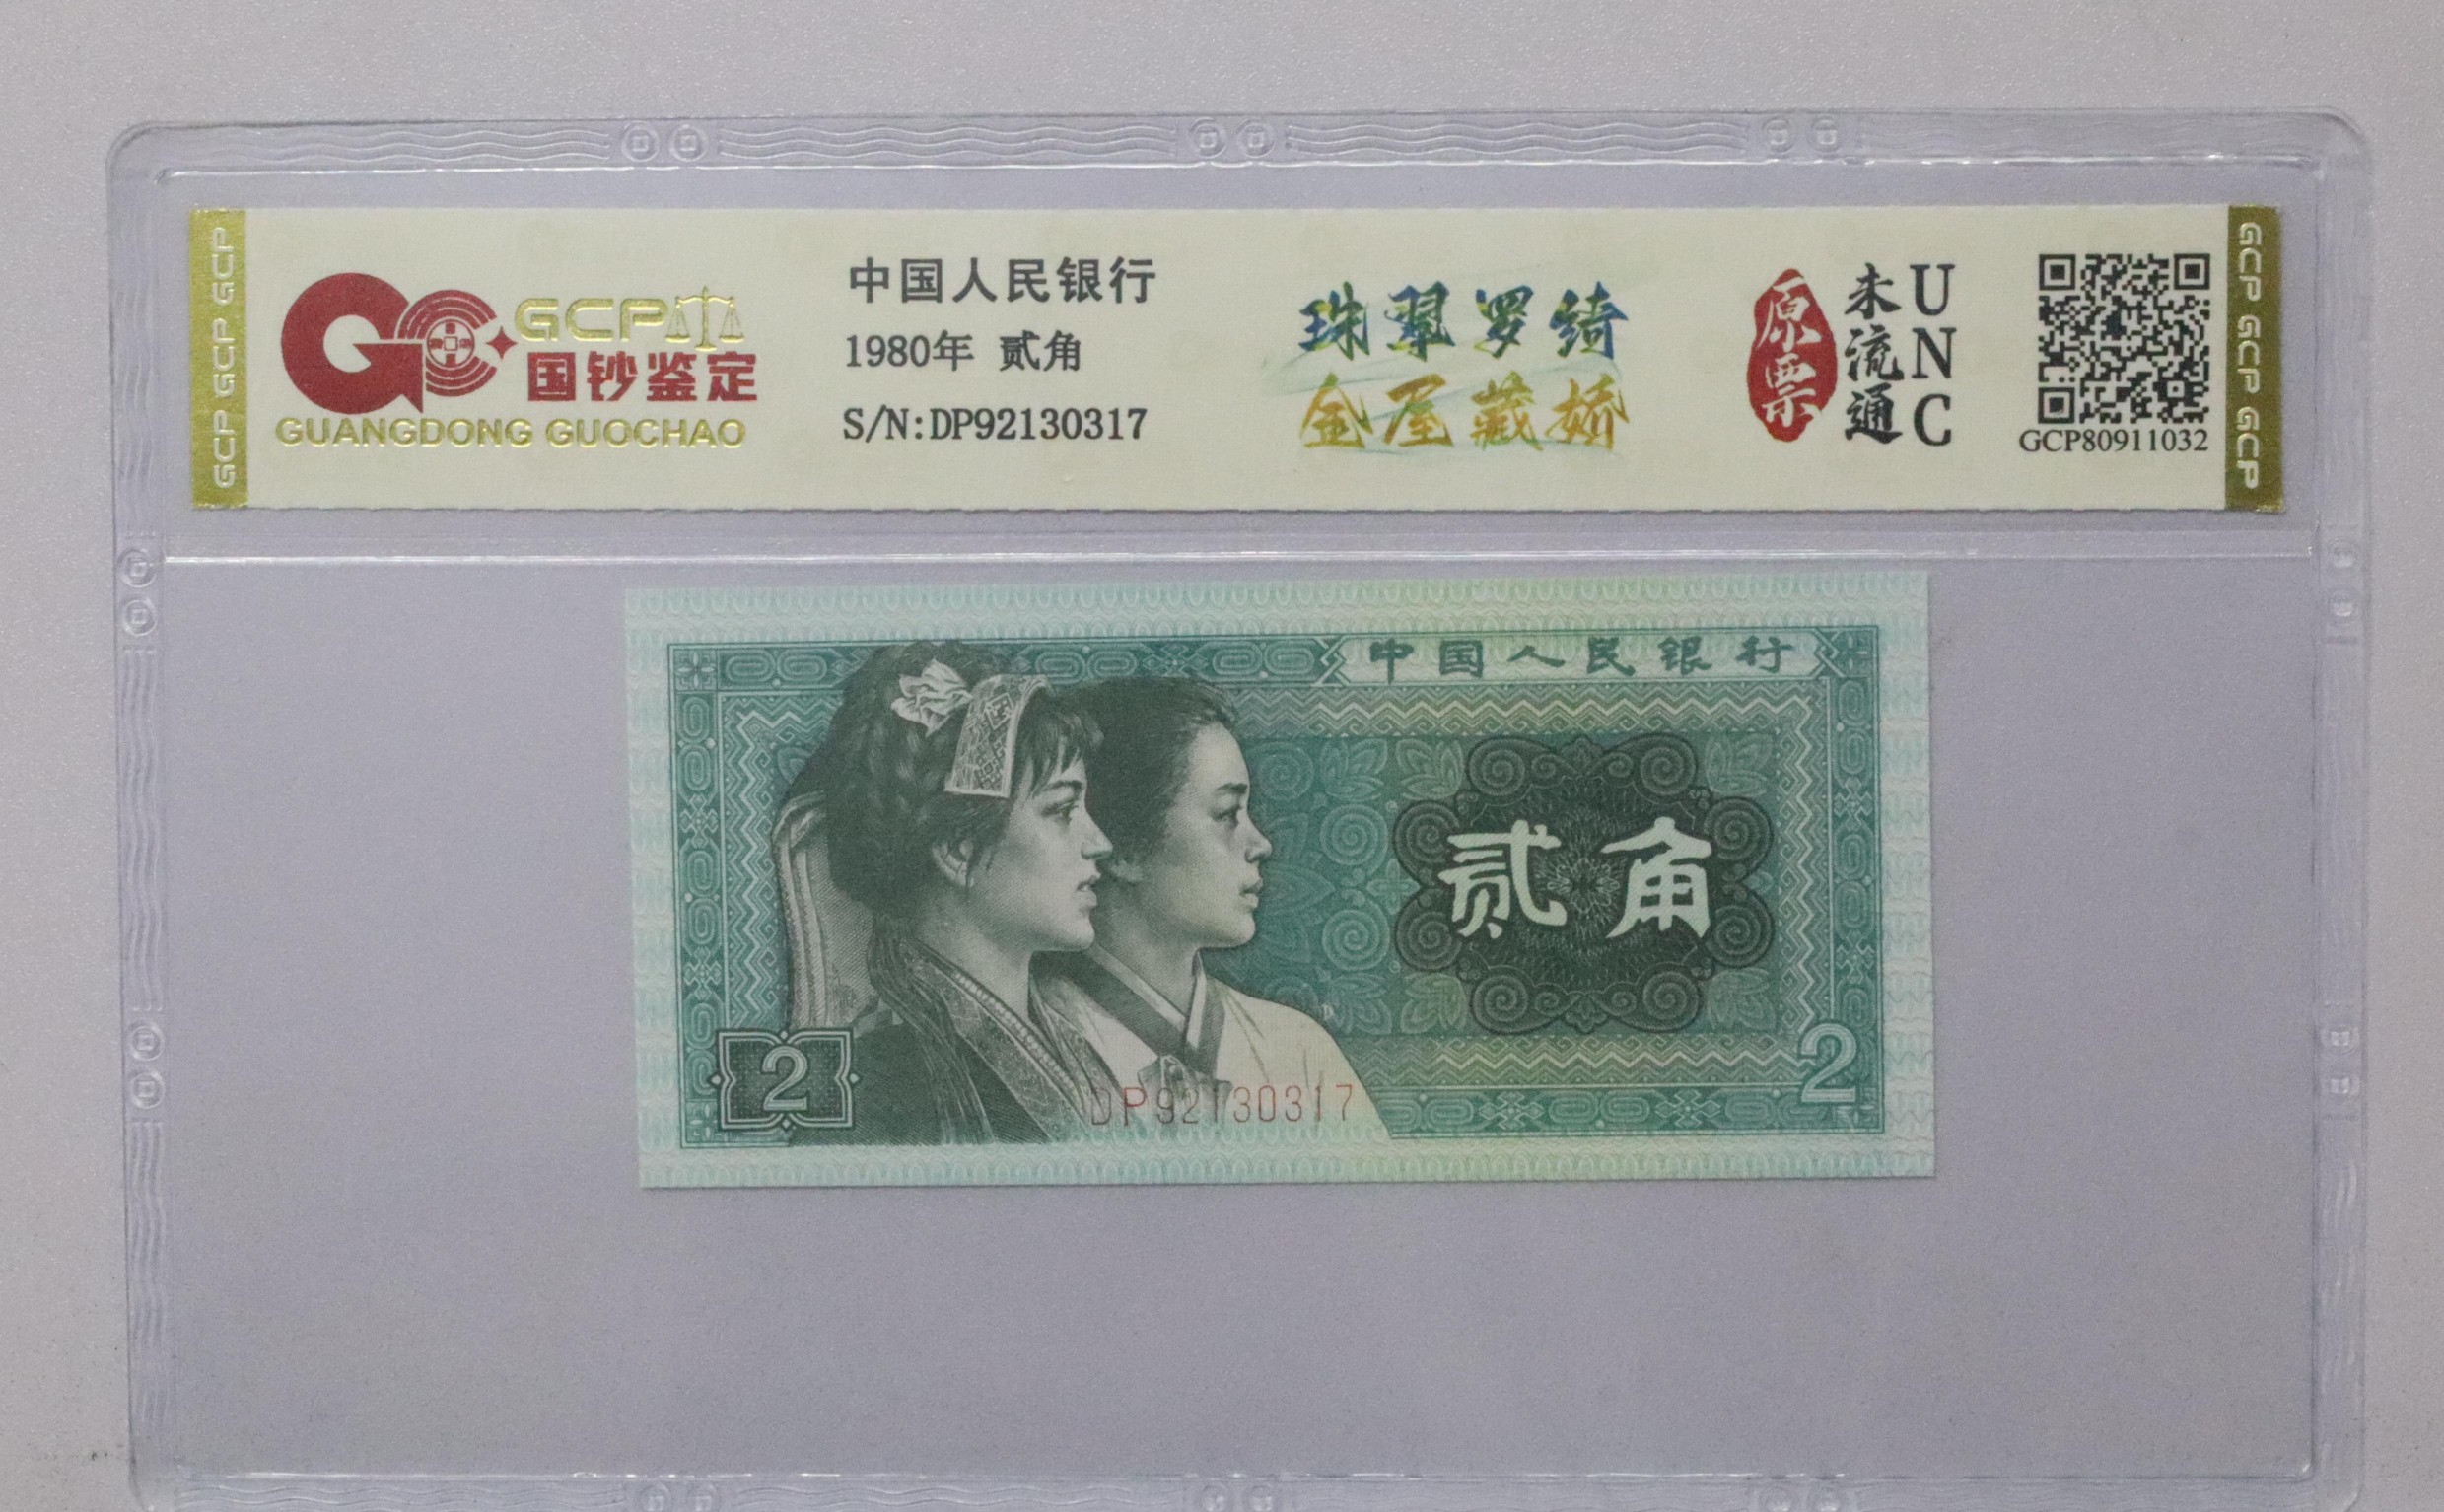 GCP GCP GCP
GCP
国钞鉴定
GUANGDONG GUOCHAO
中国人民银行
1980年 贰角
S/N:DP92130317
珠翠罗绮
金屋藏娇
原票
未流通
UNC
GCP80911032
GCP GCP GCP
中国人民银行
贰角
2
2
DP92130317